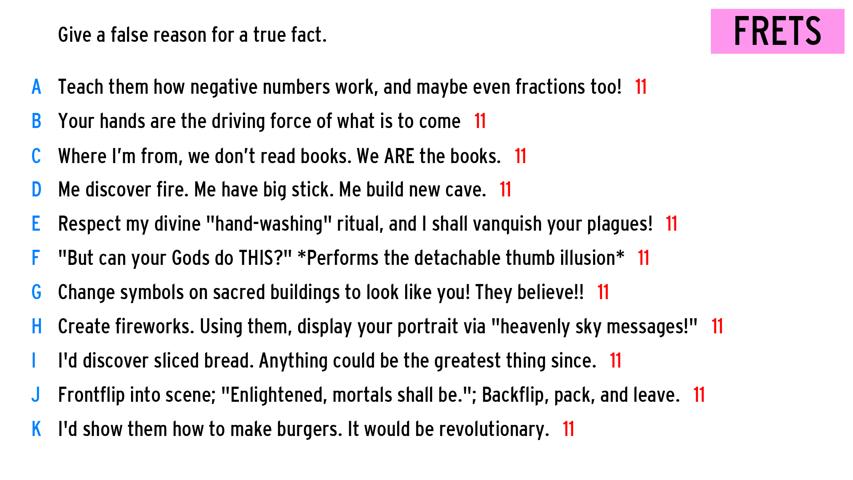 Give a false reason for a true fact.
FRETS
A Teach them how negative numbers work, and maybe even fractions too! 11
B Your hands are the driving force of what is to come 11
C Where I'm from, we don't read books. We ARE the books. 11
D Me discover fire. Me have big stick. Me build new cave. 11
E Respect my divine "hand-washing" ritual, and I shall vanquish your plagues! 11
F "But can your Gods do THIS?" *Performs the detachable thumb illusion* 11
G Change symbols on sacred buildings to look like you! They believe!! 11
H Create fireworks. Using them, display your portrait via "heavenly sky messages!" 11
I I'd discover sliced bread. Anything could be the greatest thing since. 11
J Frontflip into scene; "Enlightened, mortals shall be."; Backflip, pack, and leave. 11
K I'd show them how to make burgers. It would be revolutionary. 11